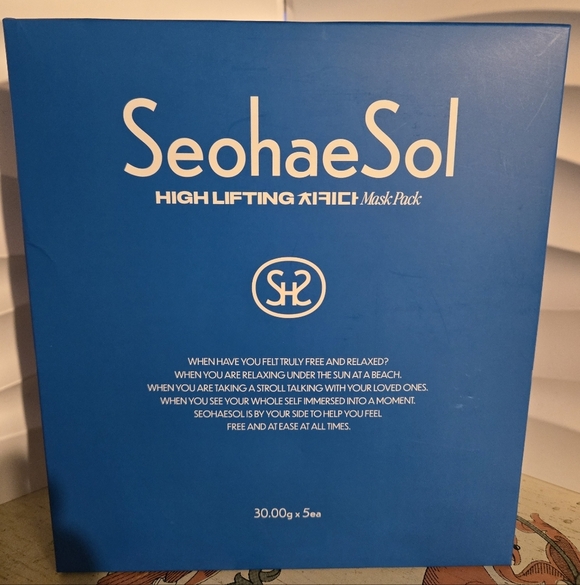 SeohaeSol
HIGH LIFTING 지키다 Mask Pack
SHS
WHEN HAVE YOU FELT TRULY FREE AND RELAXED?
WHEN YOU ARE RELAXING UNDER THE SUN AT A BEACH.
WHEN YOU ARE TAKING A STROLL TALKING WITH YOUR LOVED ONES.
WHEN YOU SEE YOUR WHOLE SELF IMMERSED INTO A MOMENT.
SEOHAESOL IS BY YOUR SIDE TO HELP YOU FEEL
FREE AND AT EASE AT ALL TIMES.
30.00g x 5ea